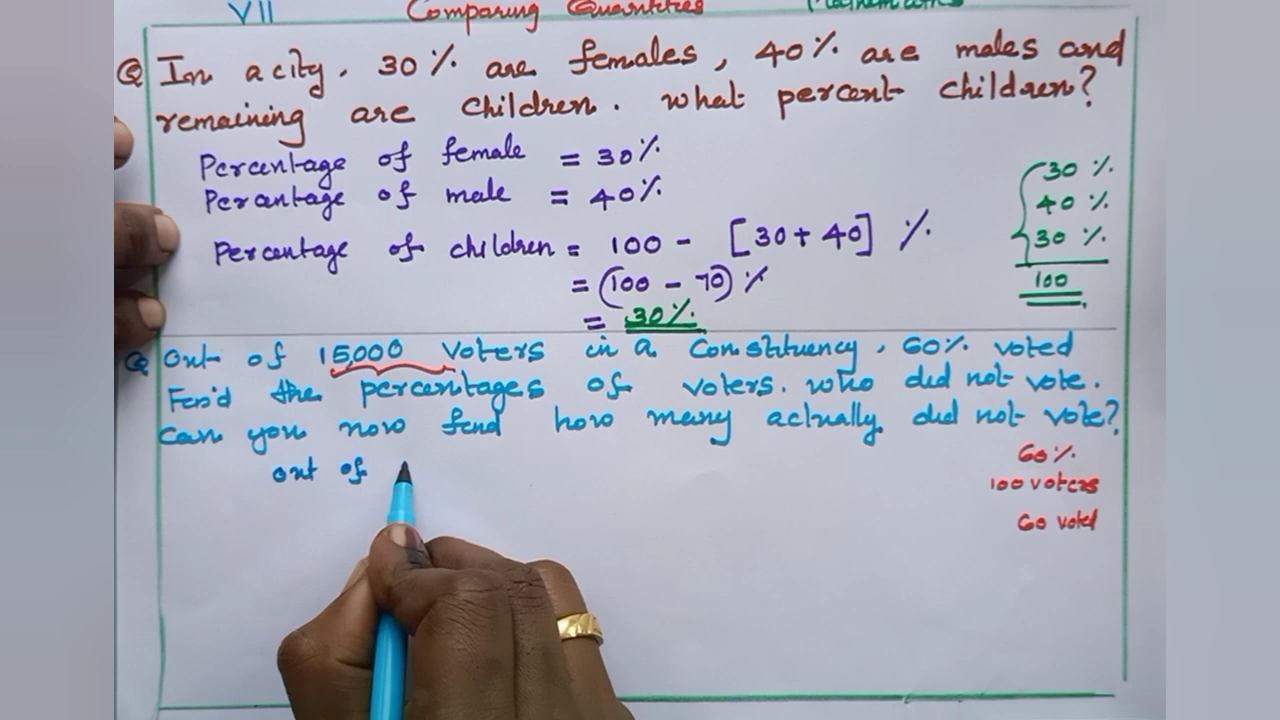 VII Comparing Quantities Mathematics
Q In a city, 30% are females, 40% are males and
remaining are children. what percent children?
Percentage of female = 30%
Perantage of male = 40%
Percentage of children = 100 - [30+ 40] %
= (100 - 70) %
= 30%
30 %
40 %
30 %
100
Q Out of 15000 voters in a constituency, 60% voted
Find the percentages of voters. who did not vote.
Can you now find how many actually did not vote?
out of
60%
100 voters
60 voted